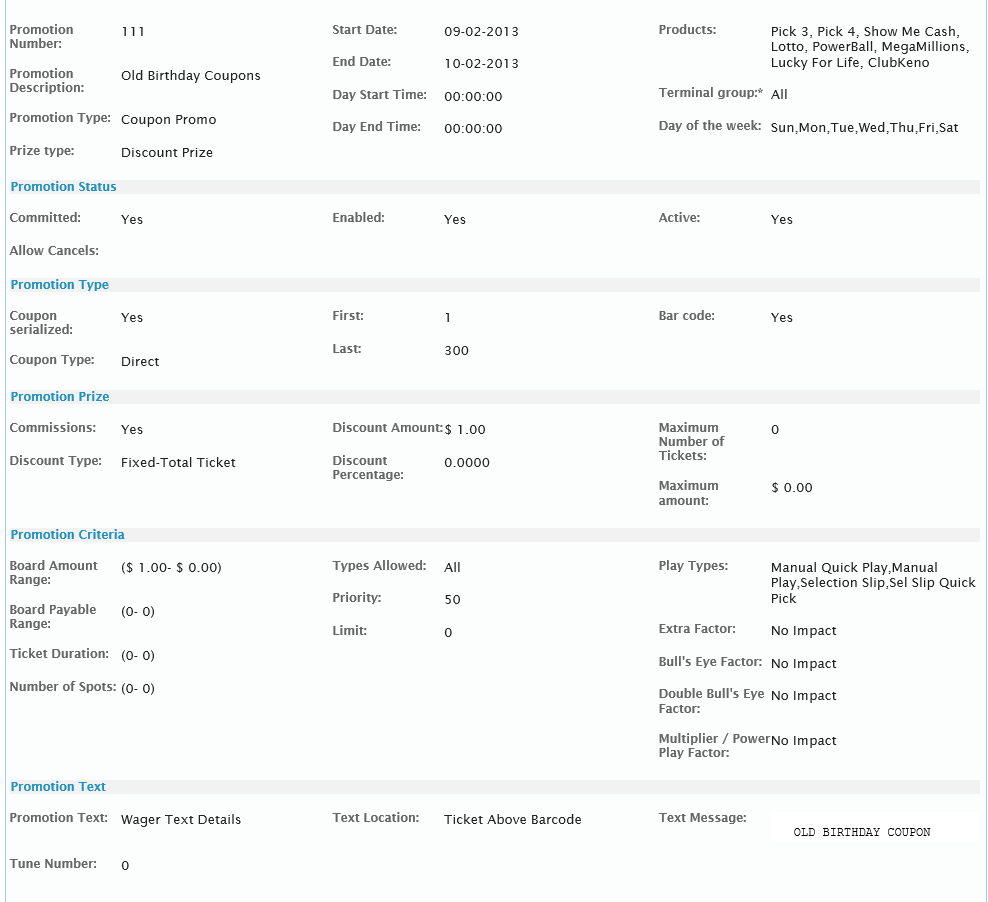 Promotion Number: 111
Promotion Description: Old Birthday Coupons
Promotion Type: Coupon Promo
Prize type: Discount Prize
Start Date: 09-02-2013
End Date: 10-02-2013
Day Start Time: 00:00:00
Day End Time: 00:00:00
Products: Pick 3, Pick 4, Show Me Cash,
Lotto, PowerBall, MegaMillions,
Lucky For Life, ClubKeno
Terminal group:* All
Day of the week: Sun,Mon,Tue,Wed,Thu,Fri,Sat
Promotion Status
Committed: Yes
Allow Cancels:
Enabled: Yes
Active: Yes
Promotion Type
Coupon serialized: Yes
Coupon Type: Direct
First: 1
Last: 300
Bar code: Yes
Promotion Prize
Commissions: Yes
Discount Type: Fixed-Total Ticket
Discount Amount: $ 1.00
Discount Percentage: 0.0000
Maximum Number of Tickets: 0
Maximum amount: $ 0.00
Promotion Criteria
Board Amount Range: ($ 1.00- $ 0.00)
Board Payable Range: (0- 0)
Ticket Duration: (0- 0)
Number of Spots: (0- 0)
Types Allowed: All
Priority: 50
Limit: 0
Play Types: Manual Quick Play,Manual
Play,Selection Slip,Sel Slip Quick
Pick
Extra Factor: No Impact
Bull's Eye Factor: No Impact
Double Bull's Eye Factor: No Impact
Multiplier / Power Play Factor: No Impact
Promotion Text
Promotion Text: Wager Text Details
Tune Number: 0
Text Location: Ticket Above Barcode
Text Message: OLD BIRTHDAY COUPON